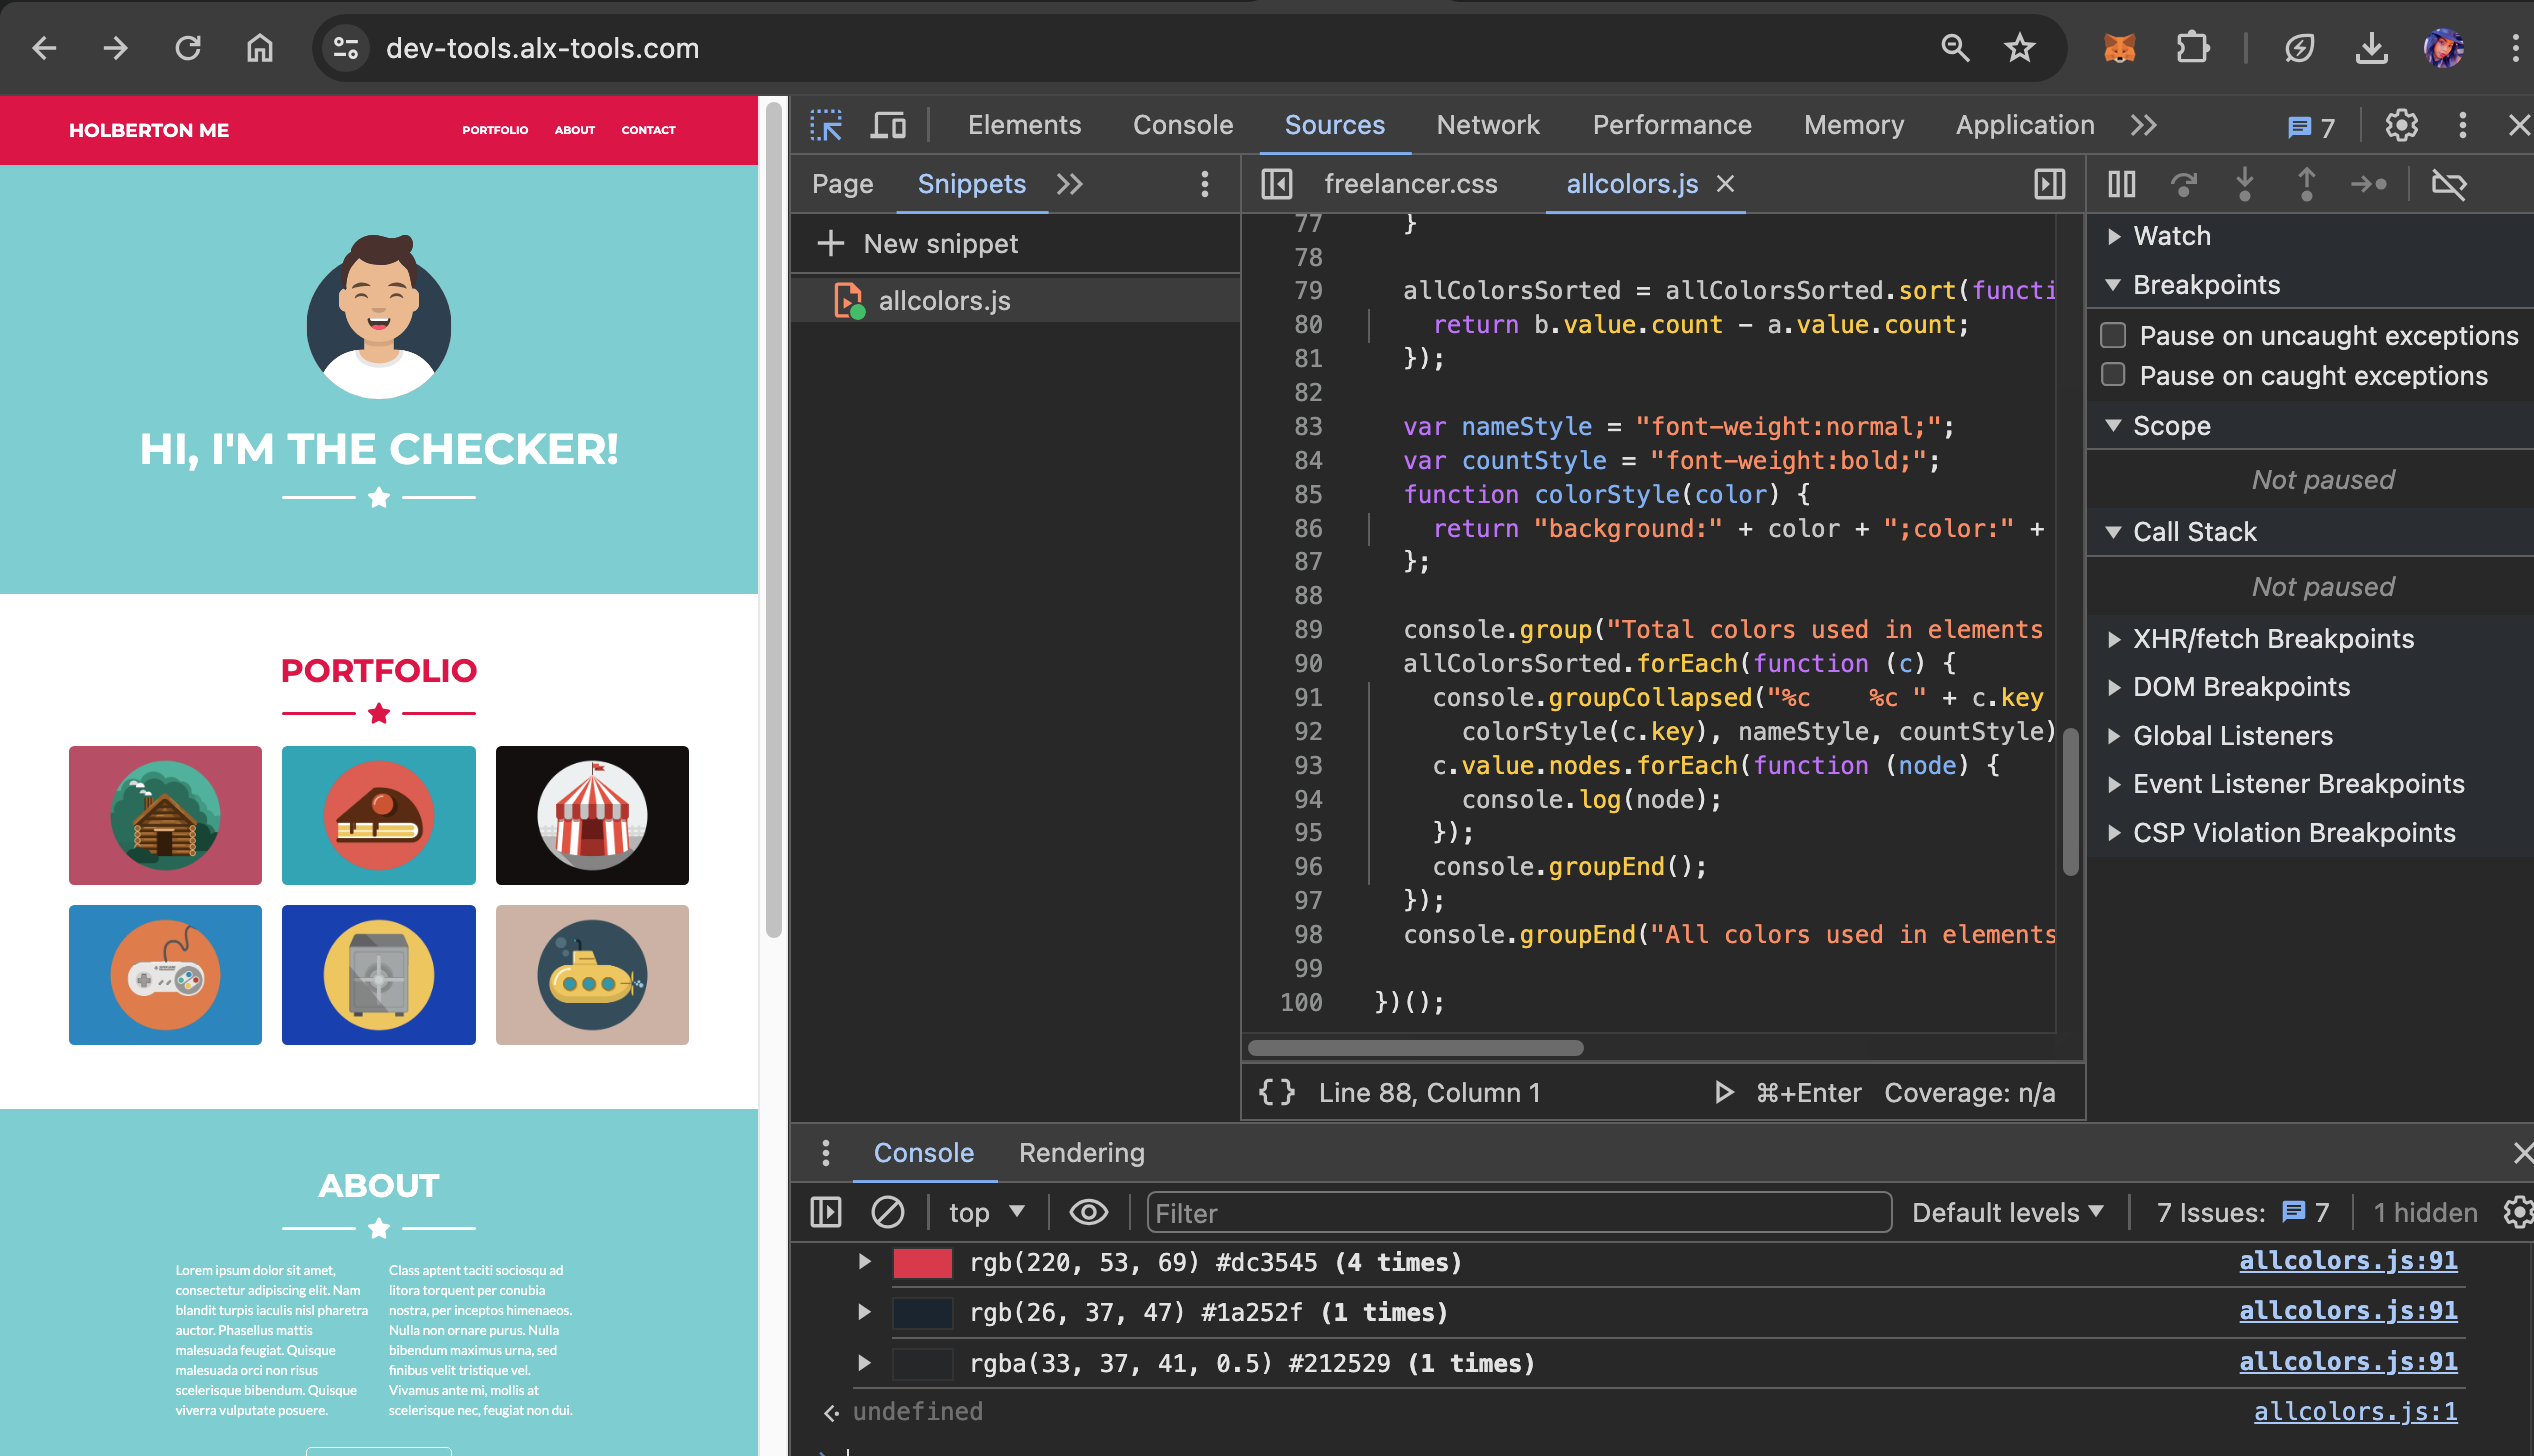 dev-tools.alx-tools.com
HOLBERTON ME
PORTFOLIO ABOUT CONTACT
HI, I'M THE CHECKER!
PORTFOLIO
ABOUT
Lorem ipsum dolor sit amet,
consectetur adipiscing elit. Nam
blandit turpis iaculis nisl pharetra
auctor. Phasellus mattis
malesuada feugiat. Quisque
malesuada orci non risus
scelerisque bibendum. Quisque
viverra vulputate posuere.
Class aptent taciti sociosqu ad
litora torquent per conubia
nostra, per inceptos himenaeos.
Nulla non ornare purus. Nulla
bibendum maximus urna, sed
finibus velit tristique vel.
Vivamus ante mi, mollis at
scelerisque nec, feugiat non dui.
Elements Console Sources Network Performance Memory Application 7
Page Snippets
New snippet
allcolors.js
freelancer.css allcolors.js
77 }
78
79 allColorsSorted = allColorsSorted.sort(functi
80 return b.value.count - a.value.count;
81 });
82
83 var nameStyle = "font-weight:normal;";
84 var countStyle = "font-weight:bold;";
85 function colorStyle(color) {
86 return "background:" + color + ";color:" +
87 };
88
89 console.group("Total colors used in elements
90 allColorsSorted.forEach(function (c) {
91 console.groupCollapsed("%c    %c " + c.key
92 colorStyle(c.key), nameStyle, countStyle)
93 c.value.nodes.forEach(function (node) {
94 console.log(node);
95 });
96 console.groupEnd();
97 });
98 console.groupEnd("All colors used in elements
99
100 })();
{} Line 88, Column 1 ⌘+Enter Coverage: n/a
Watch
Breakpoints
Pause on uncaught exceptions
Pause on caught exceptions
Scope
Not paused
Call Stack
Not paused
XHR/fetch Breakpoints
DOM Breakpoints
Global Listeners
Event Listener Breakpoints
CSP Violation Breakpoints
Console Rendering
top Filter Default levels 7 Issues: 7 1 hidden
rgb(220, 53, 69) #dc3545 (4 times) allcolors.js:91
rgb(26, 37, 47) #1a252f (1 times) allcolors.js:91
rgba(33, 37, 41, 0.5) #212529 (1 times) allcolors.js:91
undefined allcolors.js:1